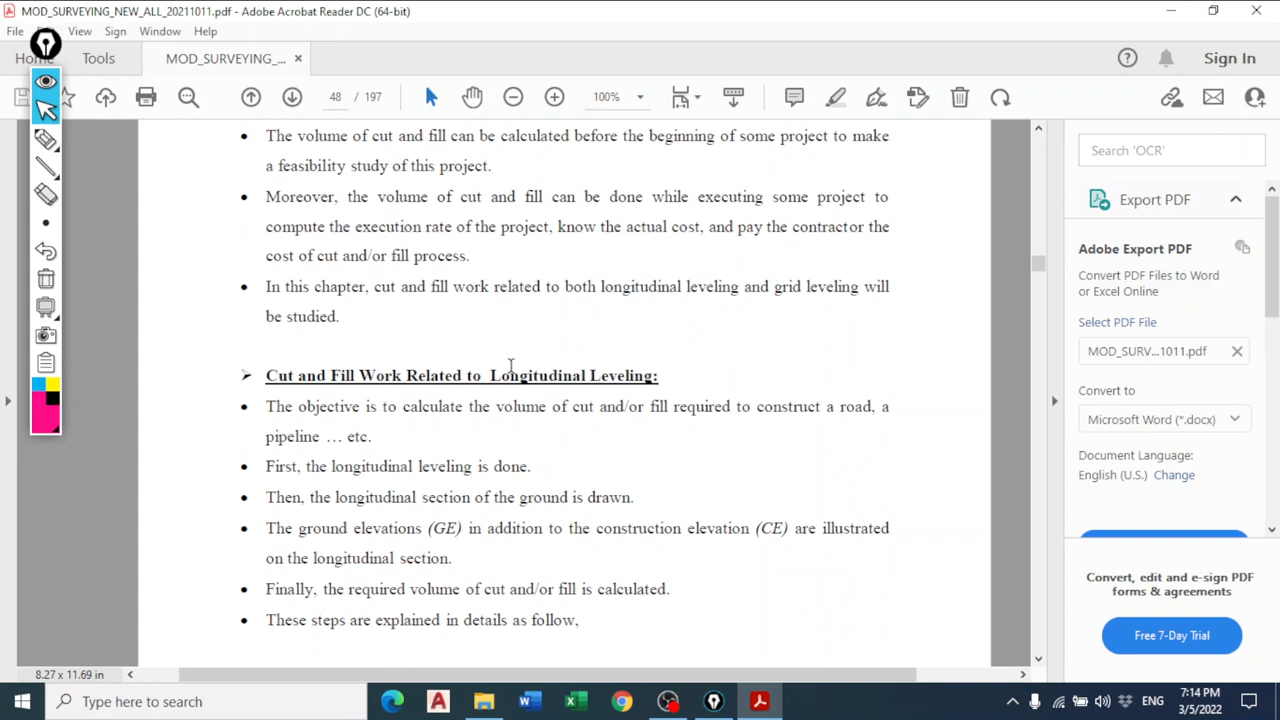 MOD_SURVEYING_NEW_ALL_20211011.pdf - Adobe Acrobat Reader DC (64-bit)
File View Sign Window Help
Tools MOD_SURVEYING_... × Sign In
48 / 197 100%
• The volume of cut and fill can be calculated before the beginning of some project to make
a feasibility study of this project.
• Moreover, the volume of cut and fill can be done while executing some project to
compute the execution rate of the project, know the actual cost, and pay the contractor the
cost of cut and/or fill process.
• In this chapter, cut and fill work related to both longitudinal leveling and grid leveling will
be studied.
➢ Cut and Fill Work Related to Longitudinal Leveling:
• The objective is to calculate the volume of cut and/or fill required to construct a road, a
pipeline … etc.
• First, the longitudinal leveling is done.
• Then, the longitudinal section of the ground is drawn.
• The ground elevations (GE) in addition to the construction elevation (CE) are illustrated
on the longitudinal section.
• Finally, the required volume of cut and/or fill is calculated.
• These steps are explained in details as follow,
8.27 x 11.69 in
Search 'OCR'
Export PDF
Adobe Export PDF
Convert PDF Files to Word
or Excel Online
Select PDF File
MOD_SURV...1011.pdf
Convert to
Microsoft Word (*.docx)
Document Language:
English (U.S.) Change
Convert, edit and e-sign PDF
forms & agreements
Free 7-Day Trial
Type here to search
ENG
7:14 PM
3/5/2022